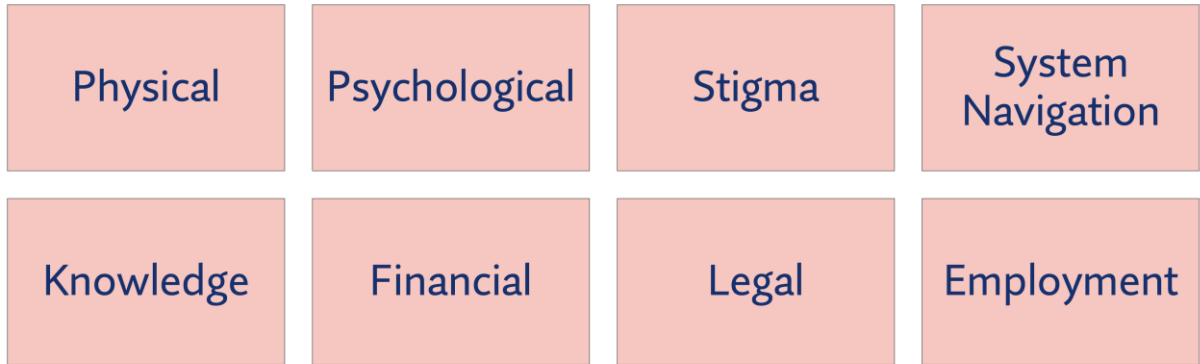 Physical
Psychological
Stigma
System
Navigation
Knowledge
Financial
Legal
Employment